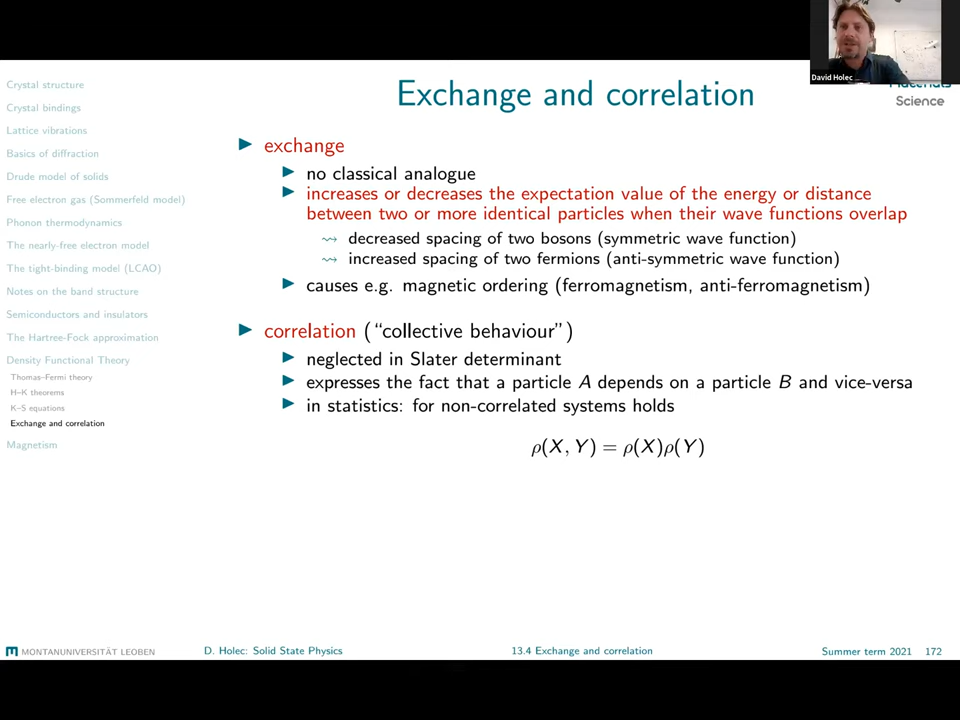 David Holec
Materials
Science
Exchange and correlation
Crystal structure
Crystal bindings
Lattice vibrations
Basics of diffraction
Drude model of solids
Free electron gas (Sommerfeld model)
Phonon thermodynamics
The nearly-free electron model
The tight-binding model (LCAO)
Notes on the band structure
Semiconductors and insulators
The Hartree-Fock approximation
Density Functional Theory
Thomas–Fermi theory
H–K theorems
K–S equations
Exchange and correlation
Magnetism
▶ exchange
▶ no classical analogue
▶ increases or decreases the expectation value of the energy or distance
between two or more identical particles when their wave functions overlap
⇝ decreased spacing of two bosons (symmetric wave function)
⇝ increased spacing of two fermions (anti-symmetric wave function)
▶ causes e.g. magnetic ordering (ferromagnetism, anti-ferromagnetism)
▶ correlation (“collective behaviour”)
▶ neglected in Slater determinant
▶ expresses the fact that a particle A depends on a particle B and vice-versa
▶ in statistics: for non-correlated systems holds
ρ(X, Y) = ρ(X)ρ(Y)
MONTANUNIVERSITÄT LEOBEN
D. Holec: Solid State Physics
13.4 Exchange and correlation
Summer term 2021 172